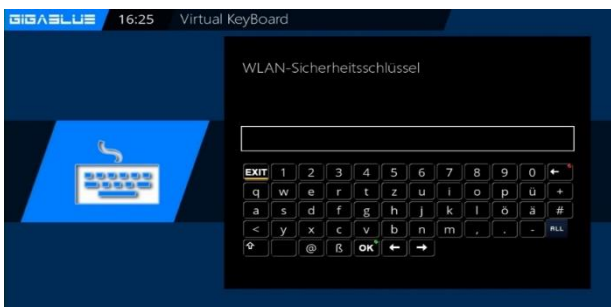 GIGABLUE 16:25 Virtual KeyBoard
WLAN-Sicherheitsschlüssel
EXIT 1 2 3 4 5 6 7 8 9 0 ←
q w e r t z u i o p ü +
a s d f g h j k l ö ä #
< y x c v b n m , . - ALL
⇧ @ ß OK ← →